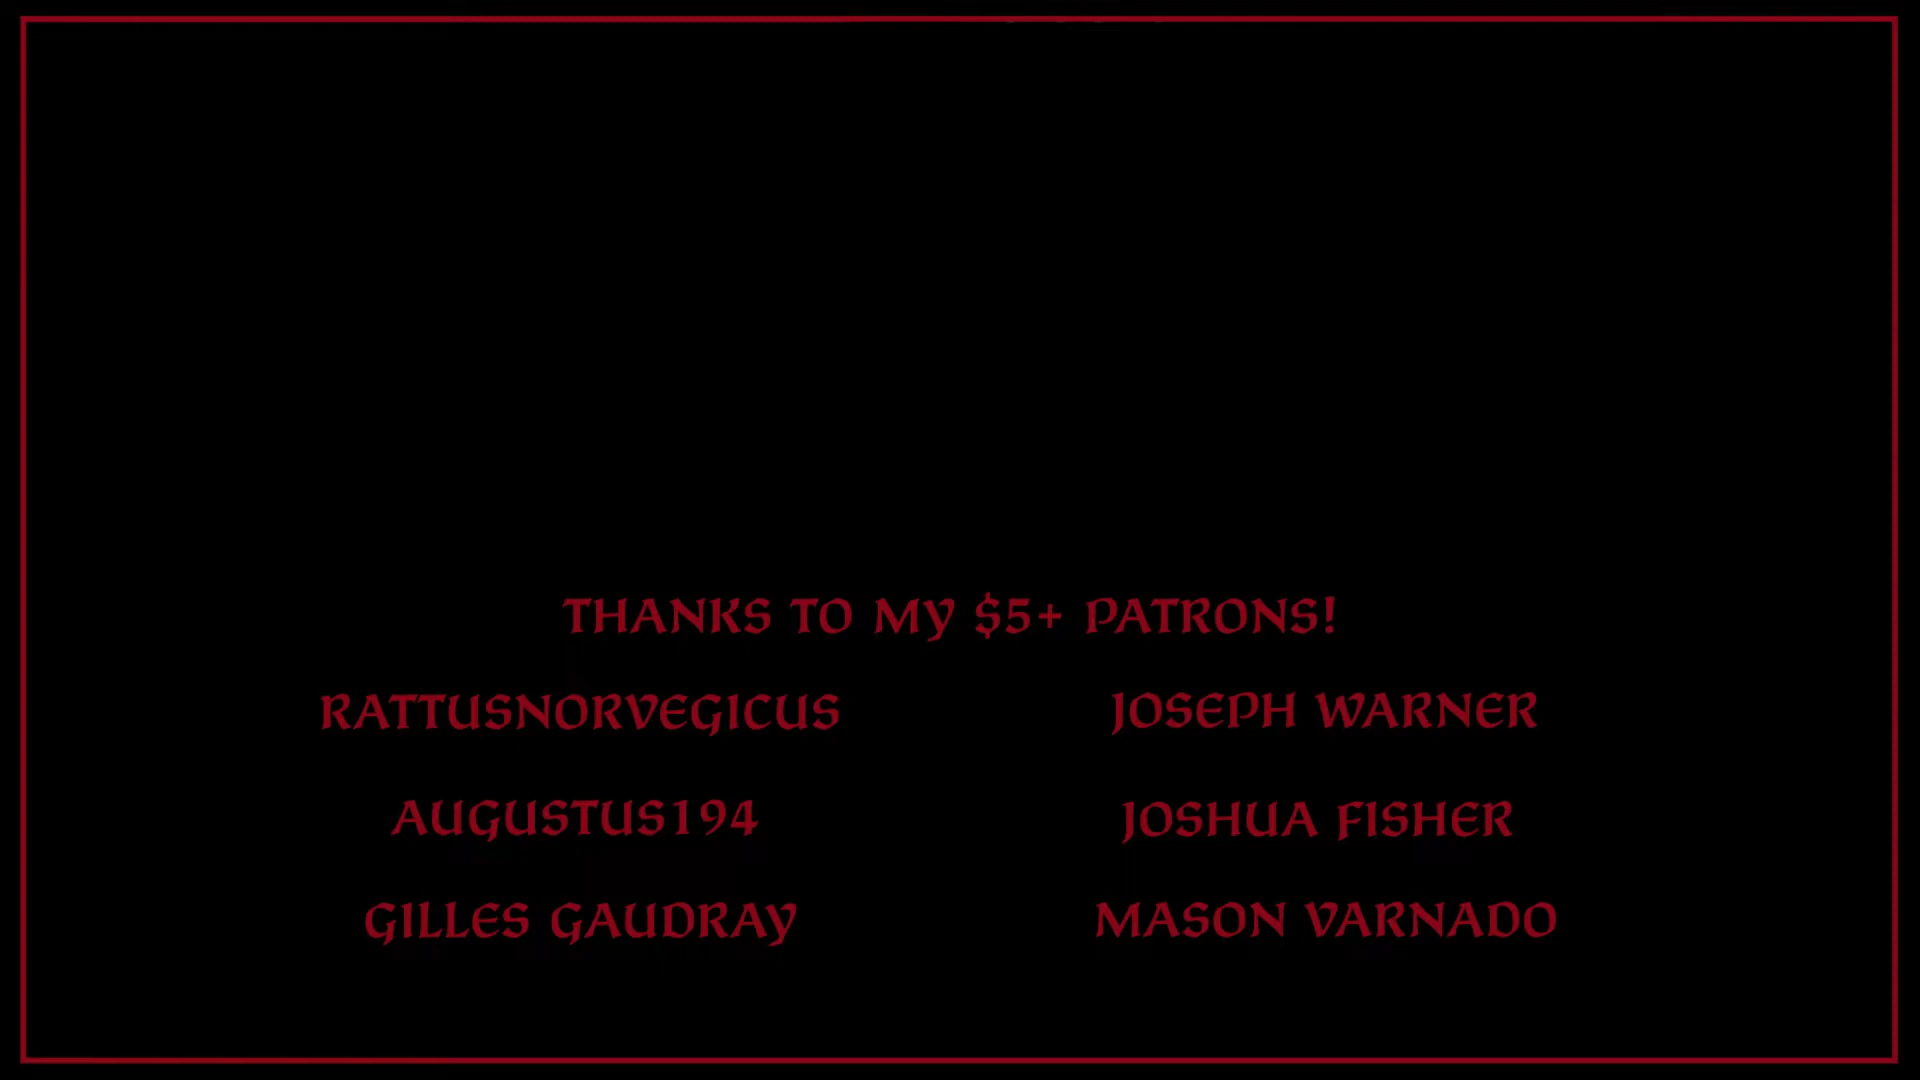 THANKS TO MY $5+ PATRONS!
RATTUSNORVEGICUS JOSEPH WARNER
AUGUSTUS194 JOSHUA FISHER
GILLES GAUDRAY MASON VARNADO